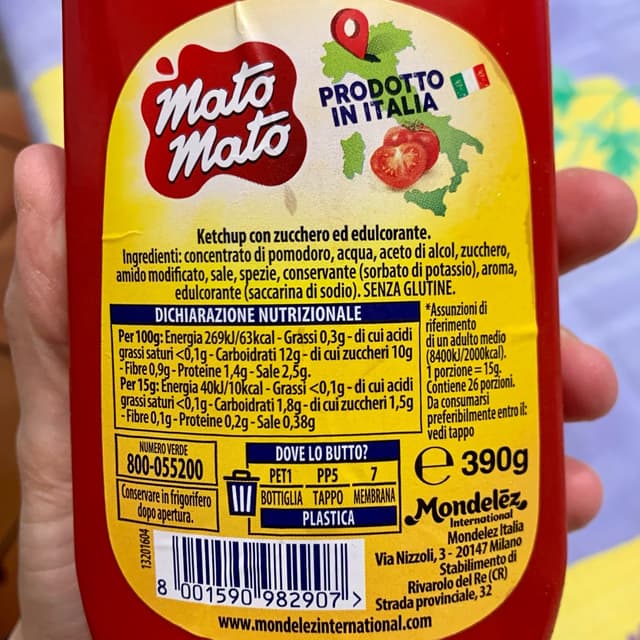 Mato
Mato
PRODOTTO
IN ITALIA
Ketchup con zucchero ed edulcorante.
Ingredienti: concentrato di pomodoro, acqua, aceto di alcol, zucchero,
amido modificato, sale, spezie, conservante (sorbato di potassio), aroma,
edulcorante (saccarina di sodio). SENZA GLUTINE.
DICHIARAZIONE NUTRIZIONALE
Per 100g: Energia 269kJ/63kcal - Grassi 0,3g - di cui acidi
grassi saturi <0,1g - Carboidrati 12g - di cui zuccheri 10g
- Fibre 0,9g - Proteine 1,4g - Sale 2,5g.
Per 15g: Energia 40kJ/10kcal - Grassi <0,1g - di cui acidi
grassi saturi <0,1g - Carboidrati 1,8g - di cui zuccheri 1,5g
- Fibre 0,1g - Proteine 0,2g - Sale 0,38g
*Assunzioni di
riferimento
di un adulto medio
(8400kJ/2000kcal).
1 porzione = 15g.
Contiene 26 porzioni.
Da consumarsi
preferibilmente entro il:
vedi tappo
NUMERO VERDE
800-055200
Conservare in frigorifero
dopo apertura.
DOVE LO BUTTO?
PET1 PP5 7
BOTTIGLIA TAPPO MEMBRANA
PLASTICA
e 390g
Mondelēz
International
Mondelez Italia
Via Nizzoli, 3 - 20147 Milano
Stabilimento di
Rivarolo del Re (CR)
Strada provinciale, 32
13201604
8 001590 982907 >
www.mondelezinternational.com